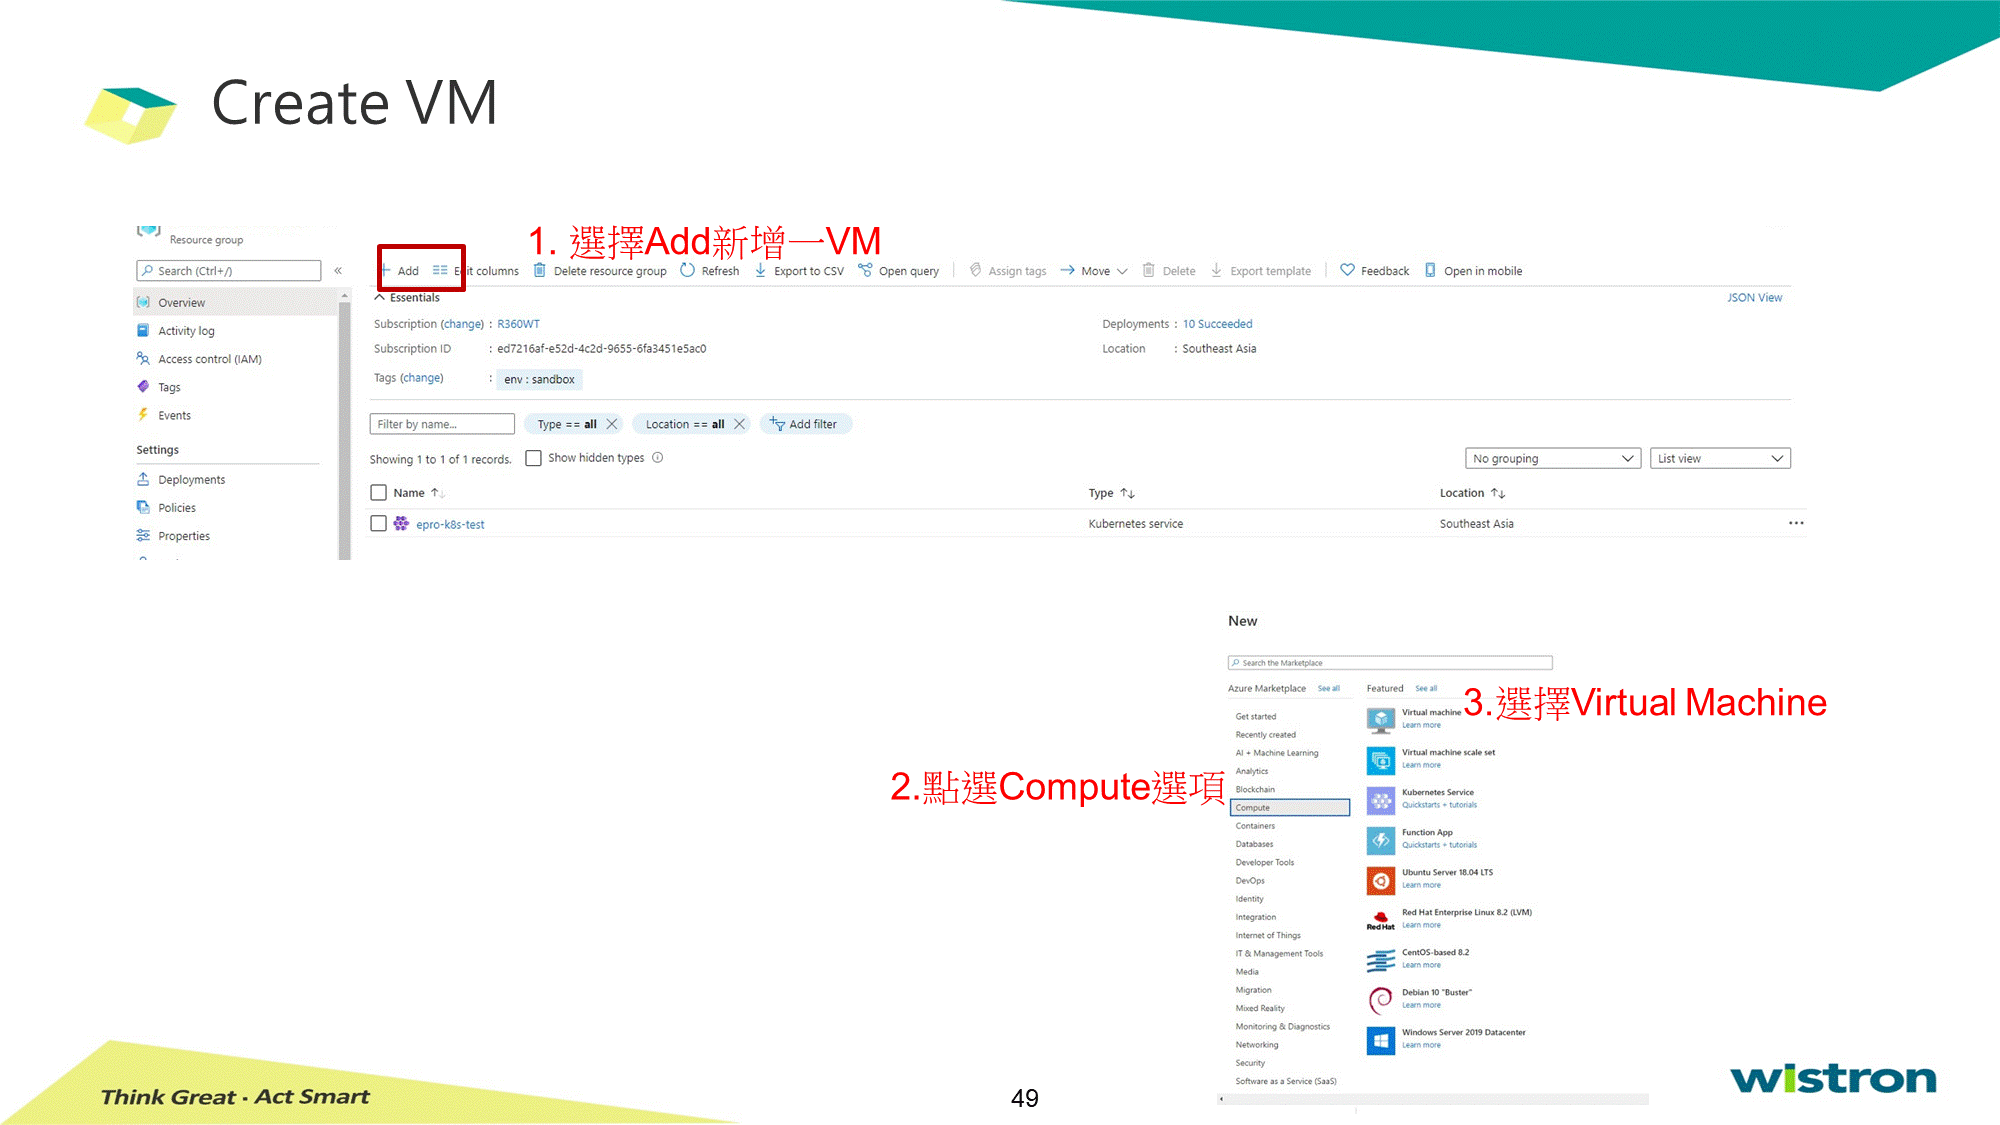 Create VM
1. 選擇Add新增一VM
Resource group
Search (Ctrl+/)
«
Add
Edit columns
Delete resource group
Refresh
Export to CSV
Open query
Assign tags
Move
Delete
Export template
Feedback
Open in mobile
Overview
Activity log
Access control (IAM)
Tags
Events
Settings
Deployments
Policies
Properties
Essentials
JSON View
Subscription (change) : R360WT
Deployments : 10 Succeeded
Subscription ID : ed7216af-e52d-4c2d-9655-6fa3451e5ac0
Location : Southeast Asia
Tags (change) : env : sandbox
Filter by name...
Type == all
Location == all
Add filter
Showing 1 to 1 of 1 records.
Show hidden types
No grouping
List view
Name ↑↓
Type ↑↓
Location ↑↓
epro-k8s-test
Kubernetes service
Southeast Asia
...
New
Search the Marketplace
Azure Marketplace See all
Featured See all
3.選擇Virtual Machine
2.點選Compute選項
Get started
Recently created
AI + Machine Learning
Analytics
Blockchain
Compute
Containers
Databases
Developer Tools
DevOps
Identity
Integration
Internet of Things
IT & Management Tools
Media
Migration
Mixed Reality
Monitoring & Diagnostics
Networking
Security
Software as a Service (SaaS)
Virtual machine
Learn more
Virtual machine scale set
Learn more
Kubernetes Service
Quickstarts + tutorials
Function App
Quickstarts + tutorials
Ubuntu Server 18.04 LTS
Learn more
Red Hat
Red Hat Enterprise Linux 8.2 (LVM)
Learn more
CentOS-based 8.2
Learn more
Debian 10 "Buster"
Learn more
Windows Server 2019 Datacenter
Learn more
Think Great · Act Smart
49
wistron